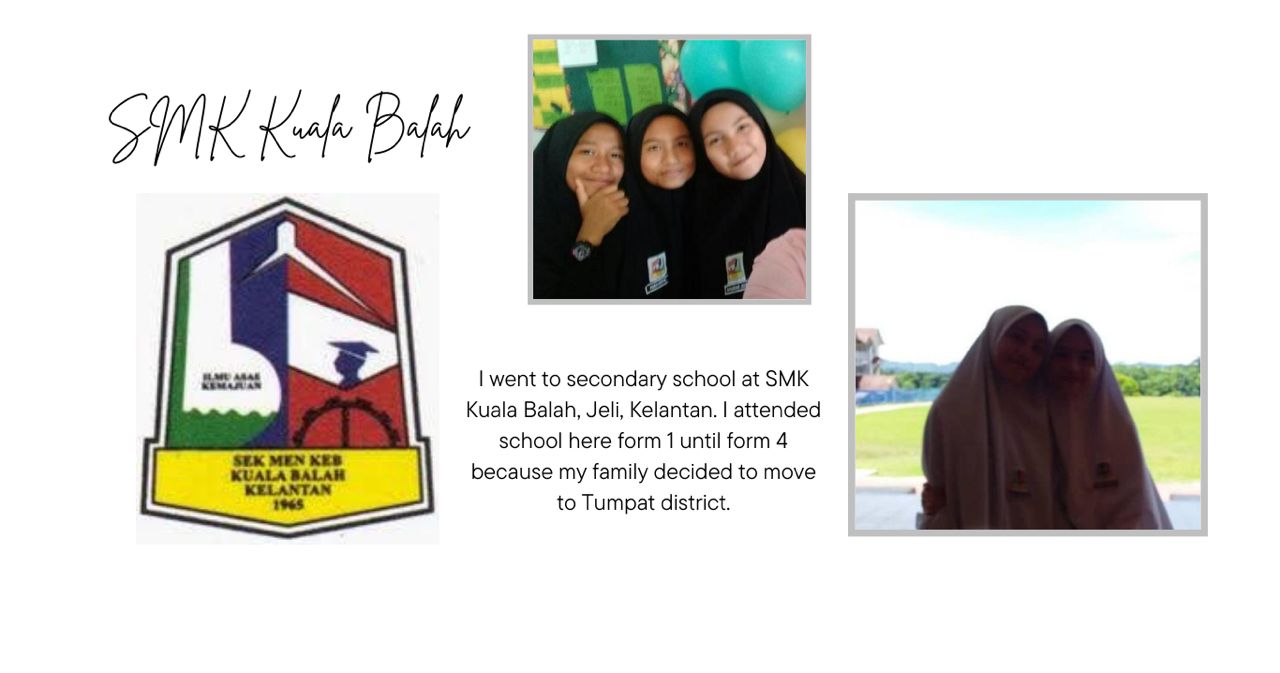 SMK Kuala Balah
ILMU ASAS
KEMAJUAN
SEK MEN KEB
KUALA BALAH
KELANTAN
1965
I went to secondary school at SMK
Kuala Balah, Jeli, Kelantan. I attended
school here form 1 until form 4
because my family decided to move
to Tumpat district.